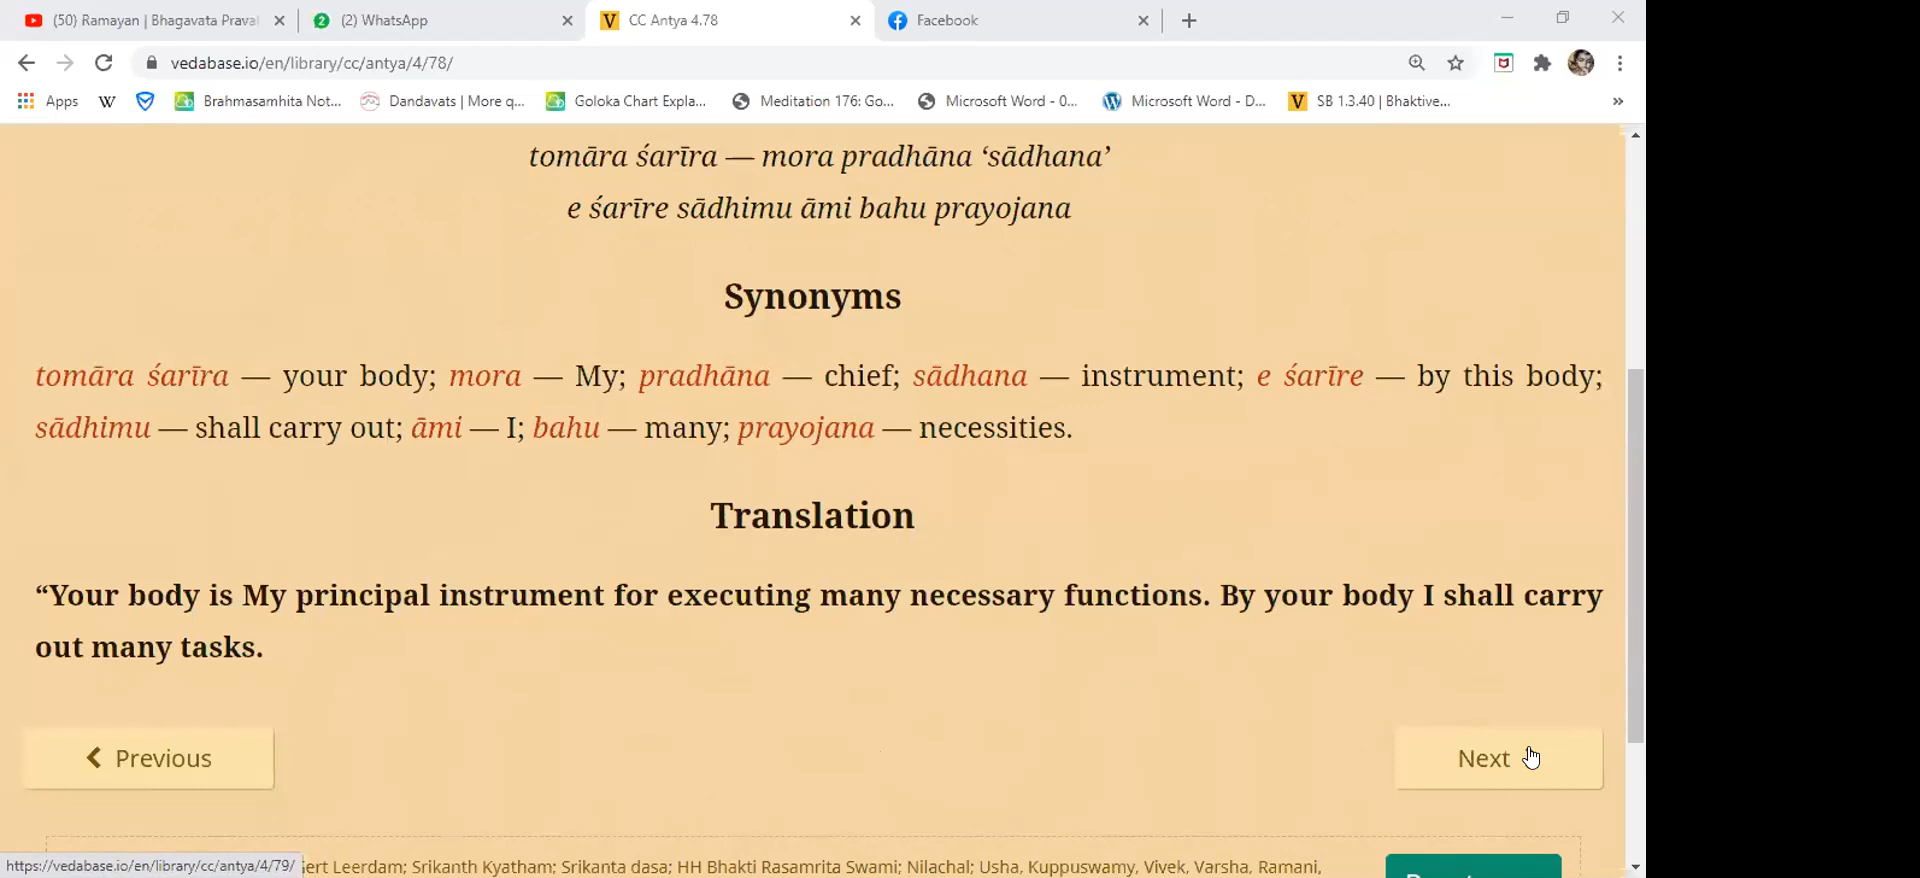 (50) Ramayan | Bhagavata Praval
(2) WhatsApp
CC Antya 4.78
Facebook
vedabase.io/en/library/cc/antya/4/78/
Apps
Brahmasamhita Not...
Dandavats | More q...
Goloka Chart Expla...
Meditation 176: Go...
Microsoft Word - 0...
Microsoft Word - D...
SB 1.3.40 | Bhaktive...
tomāra śarīra — mora pradhāna ‘sādhana’
e śarīre sādhimu āmi bahu prayojana
Synonyms
tomāra śarīra — your body; mora — My; pradhāna — chief; sādhana — instrument; e śarīre — by this body;
sādhimu — shall carry out; āmi — I; bahu — many; prayojana — necessities.
Translation
“Your body is My principal instrument for executing many necessary functions. By your body I shall carry
out many tasks.
Previous
Next
https://vedabase.io/en/library/cc/antya/4/79/
Leerdam; Srikanth Kyatham; Srikanta dasa; HH Bhakti Rasamrita Swami; Nilachal; Usha, Kuppuswamy, Vivek, Varsha, Ramani,